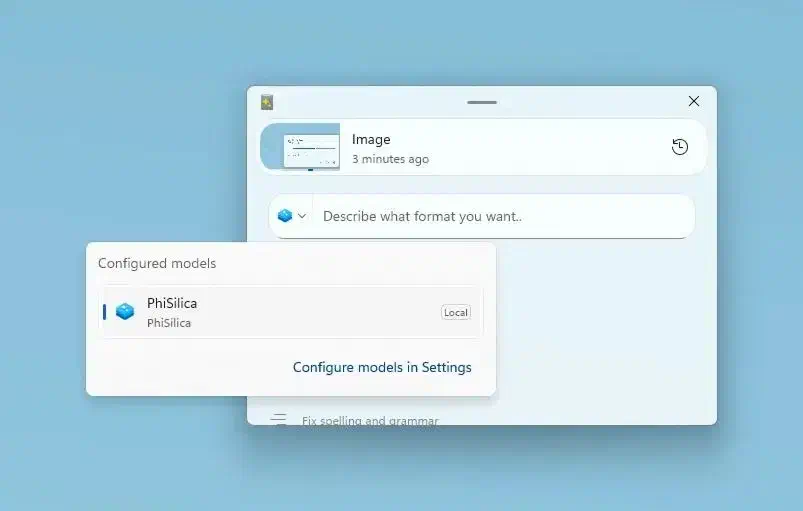 Image
3 minutes ago
Describe what format you want..
Configured models
PhiSilica
PhiSilica
Local
Configure models in Settings
Fix spelling and grammar